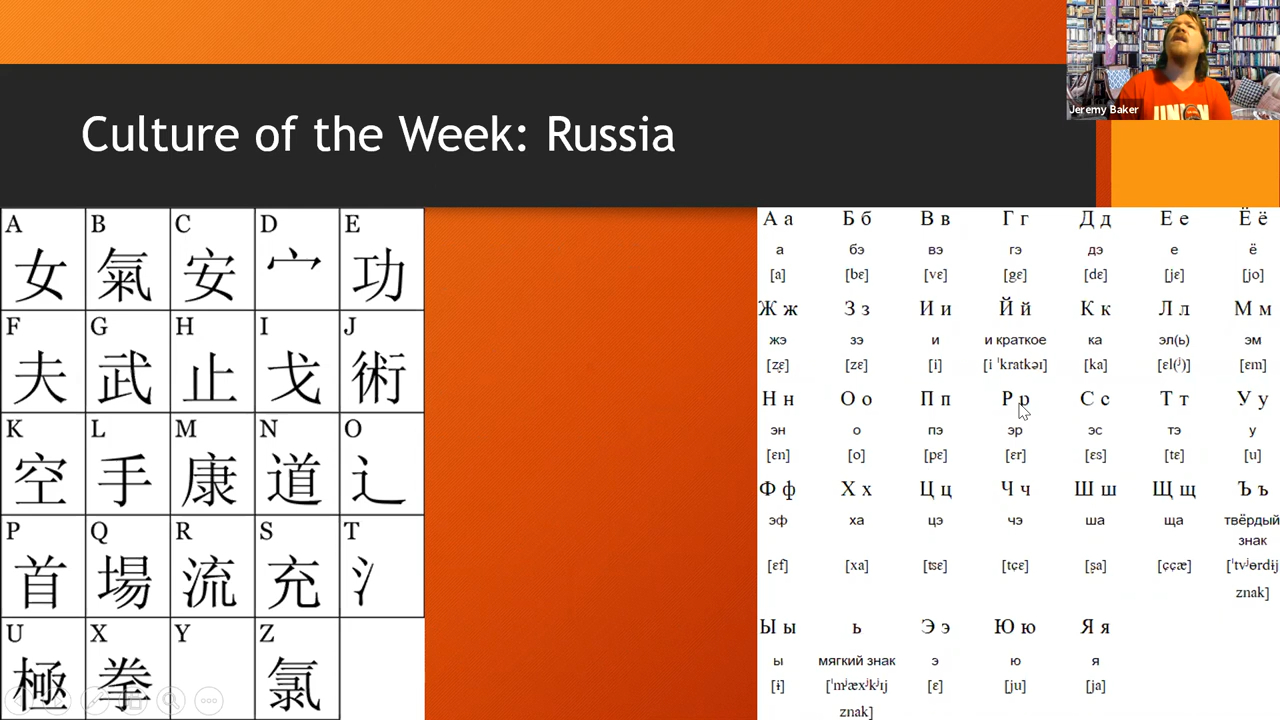 Culture of the Week: Russia
Jeremy Baker
A B C D E
女 氣 安 宀 功
F G H I J
夫 武 止 戈 術
K L M N O
空 手 康 道 辶
P Q R S T
首 場 流 充 氵
U X Y Z
極 拳 氯
А а Б б В в Г г Д д Е е Ё ё
а бэ вэ гэ дэ е ё
[a] [bɛ] [vɛ] [ɡɛ] [dɛ] [jɛ] [jo]
Ж ж З з И и Й й К к Л л М м
жэ зэ и и краткое ка эл(ь) эм
[ʐɛ] [zɛ] [i] [i ˈkratkəɪ] [ka] [ɛl(ʲ)] [ɛm]
Н н О о П п Р р С с Т т У у
эн о пэ эр эс тэ у
[ɛn] [o] [pɛ] [ɛr] [ɛs] [tɛ] [u]
Ф ф Х х Ц ц Ч ч Ш ш Щ щ Ъ ъ
эф ха цэ чэ ша ща твёрдый
знак
[ɛf] [xa] [tsɛ] [tɕɛ] [ʂa] [ɕɕæ] [ˈtvʲɵrdɨj
znak]
Ы ы ь Э э Ю ю Я я
ы мягкий знак э ю я
[ɨ] [ˈmʲæxʲkʲɪj [ɛ] [ju] [ja]
znak]